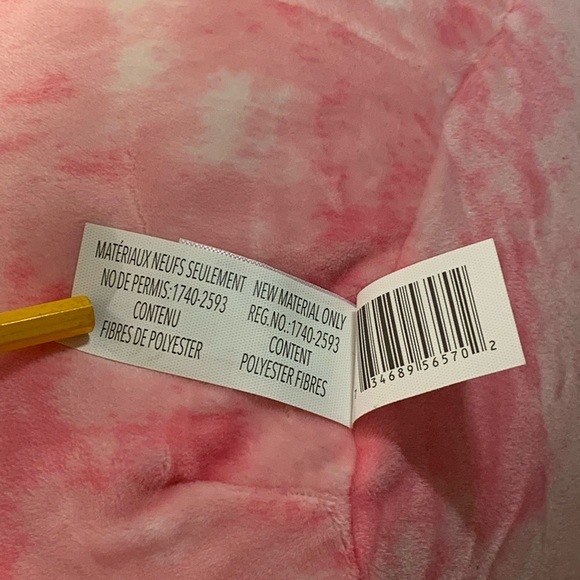 MATÉRIAUX NEUFS SEULEMENT
NO DE PERMIS:1740-2593
CONTENU
FIBRES DE POLYESTER
NEW MATERIAL ONLY
REG.NO.:1740-2593
CONTENT
POLYESTER FIBRES
34689 56570 2